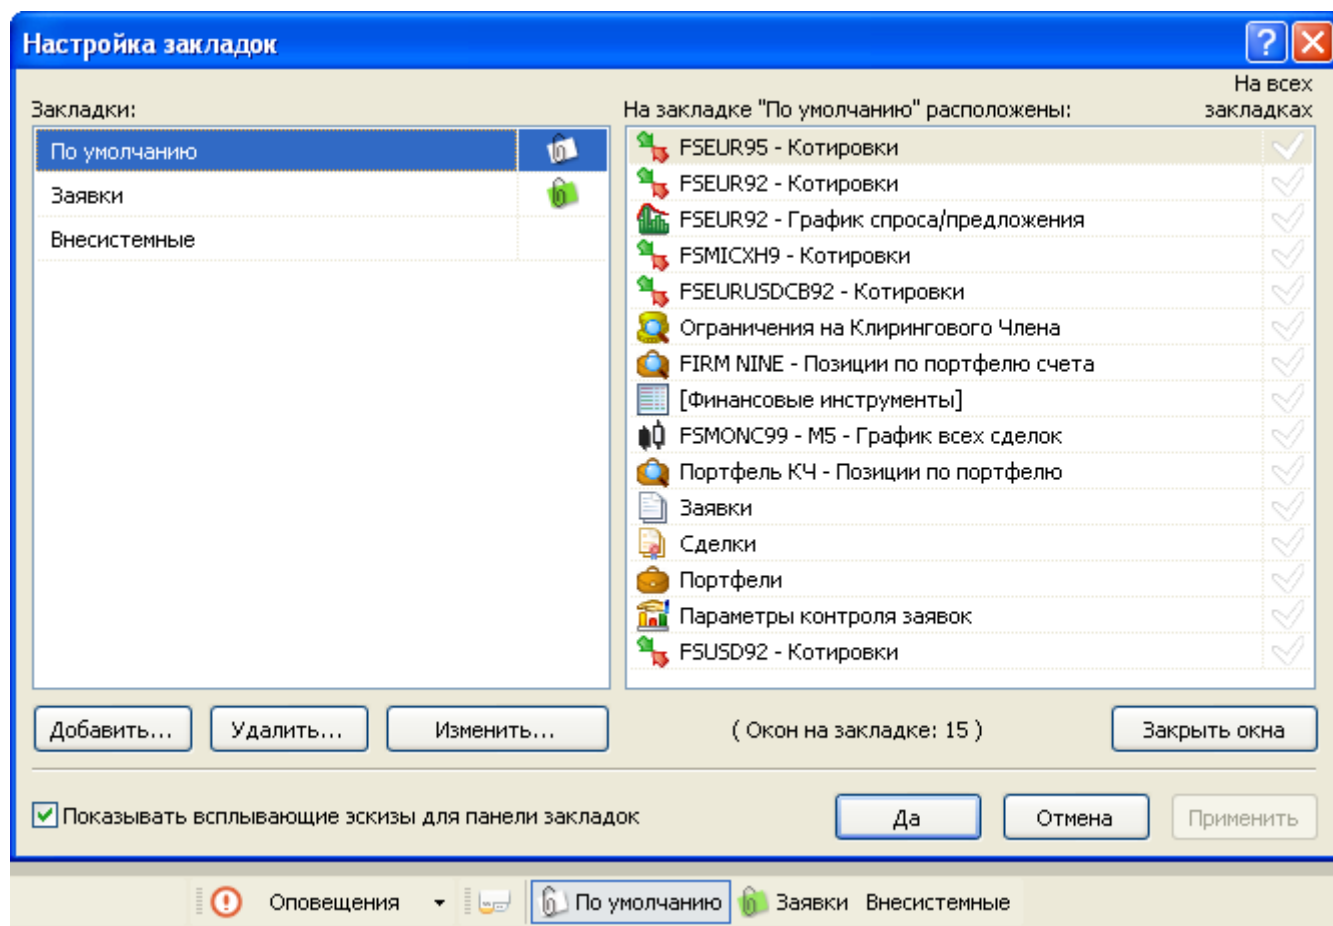 Настройка закладок
Закладки:
На закладке "По умолчанию" расположены:
На всех
закладках
По умолчанию
Заявки
Внесистемные
FSEUR95 - Котировки
FSEUR92 - Котировки
FSEUR92 - График спроса/предложения
FSMICXH9 - Котировки
FSEURUSDCB92 - Котировки
Ограничения на Клирингового Члена
FIRM NINE - Позиции по портфелю счета
[Финансовые инструменты]
FSMONC99 - M5 - График всех сделок
Портфель КЧ - Позиции по портфелю
Заявки
Сделки
Портфели
Параметры контроля заявок
FSUSD92 - Котировки
Добавить... Удалить... Изменить... ( Окон на закладке: 15 ) Закрыть окна
Показывать всплывающие эскизы для панели закладок Да Отмена Применить
Оповещения По умолчанию Заявки Внесистемные